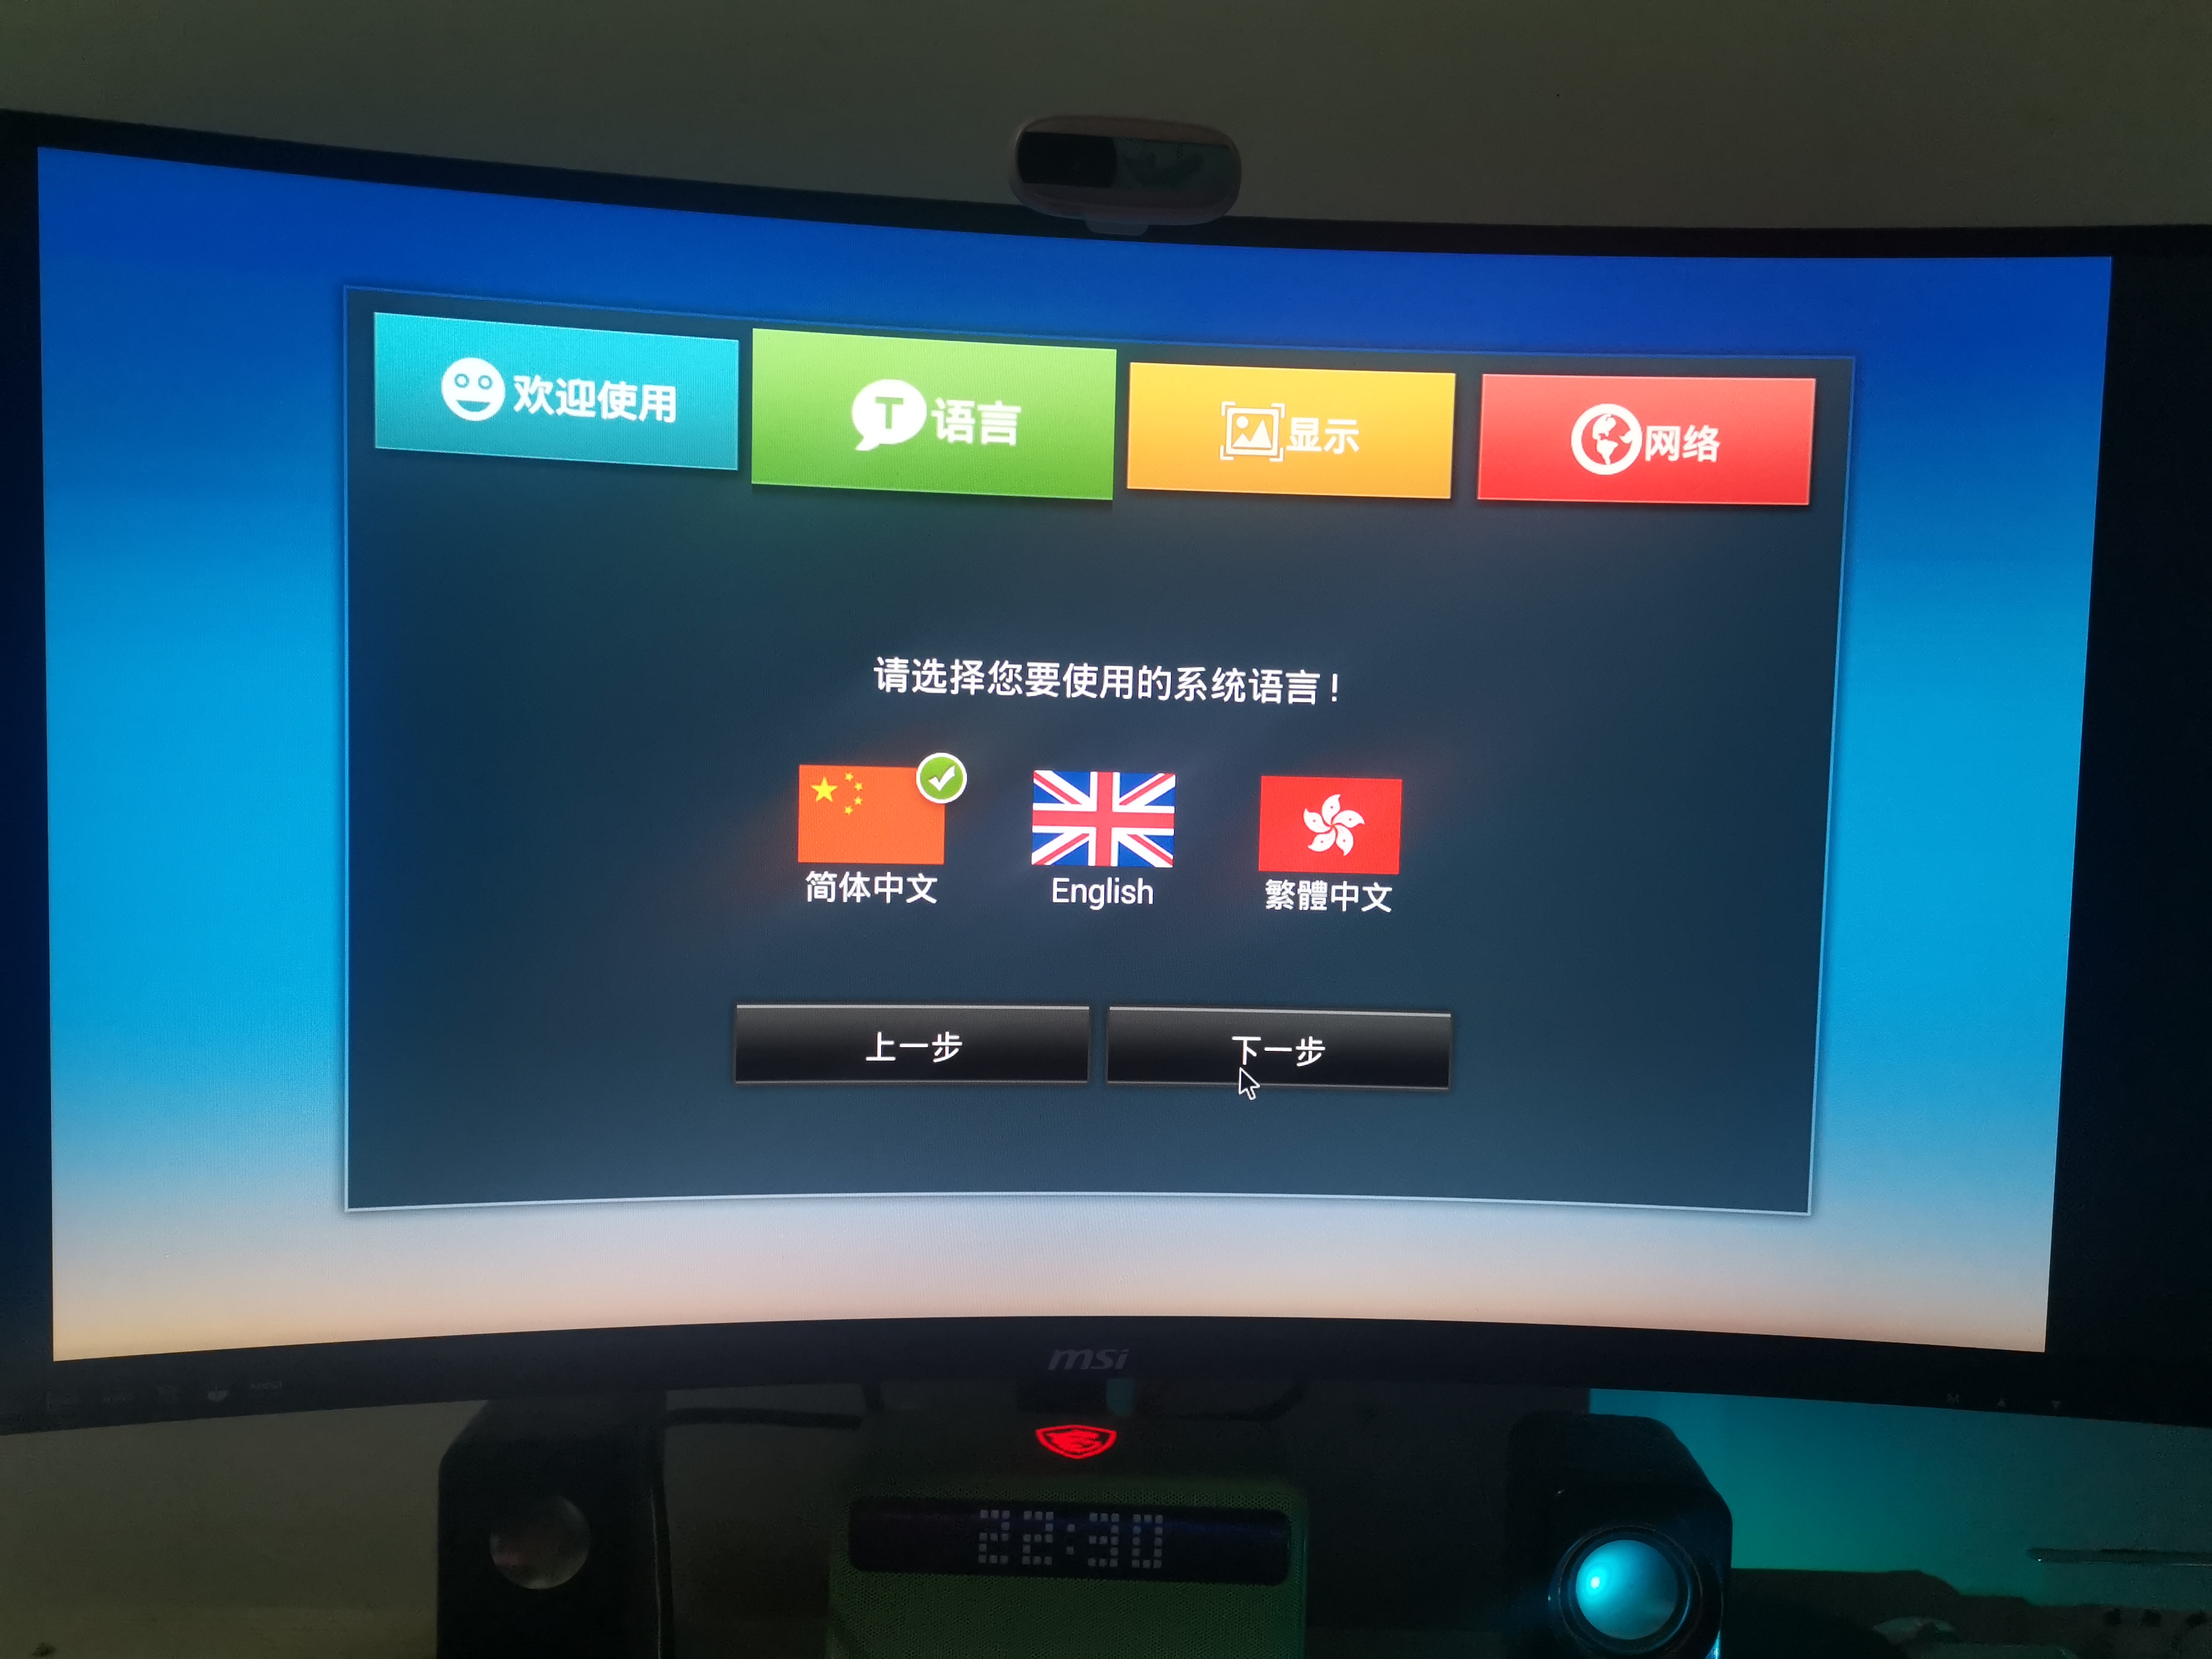 欢迎使用
T语言
显示
网络
请选择您要使用的系统语言！
简体中文
English
繁體中文
上一步
下一步
msi
22:30